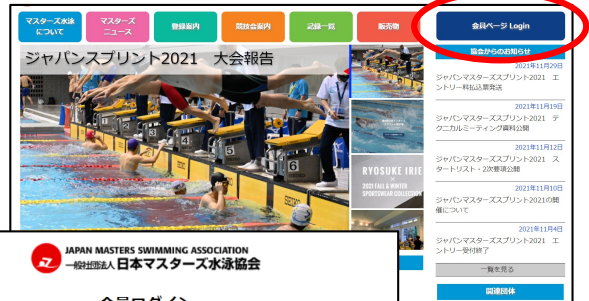 マスターズ水泳
について
マスターズ
ニュース
登録案内
競技会案内
記録一覧
販売物
会員ページ Login
ジャパンスプリント2021 大会報告
3
4
5
6
SEIKO
RYOSUKE IRIE
×
2021 FALL & WINTER
SPORTSWEAR COLLECTION
協会からのお知らせ
2021年11月29日
ジャパンマスターズスプリント2021 エ
ントリー料払込票発送
2021年11月19日
ジャパンマスターズスプリント2021 テ
クニカルミーティング資料公開
2021年11月12日
ジャパンマスターズスプリント2021 ス
タートリスト・2次要項公開
2021年11月10日
ジャパンマスターズスプリント2021の開
催について
2021年11月4日
ジャパンマスターズスプリント2021 エ
ントリー受付終了
一覧を見る
関連団体
JAPAN MASTERS SWIMMING ASSOCIATION
一般社団法人 日本マスターズ水泳協会
会員ログイン